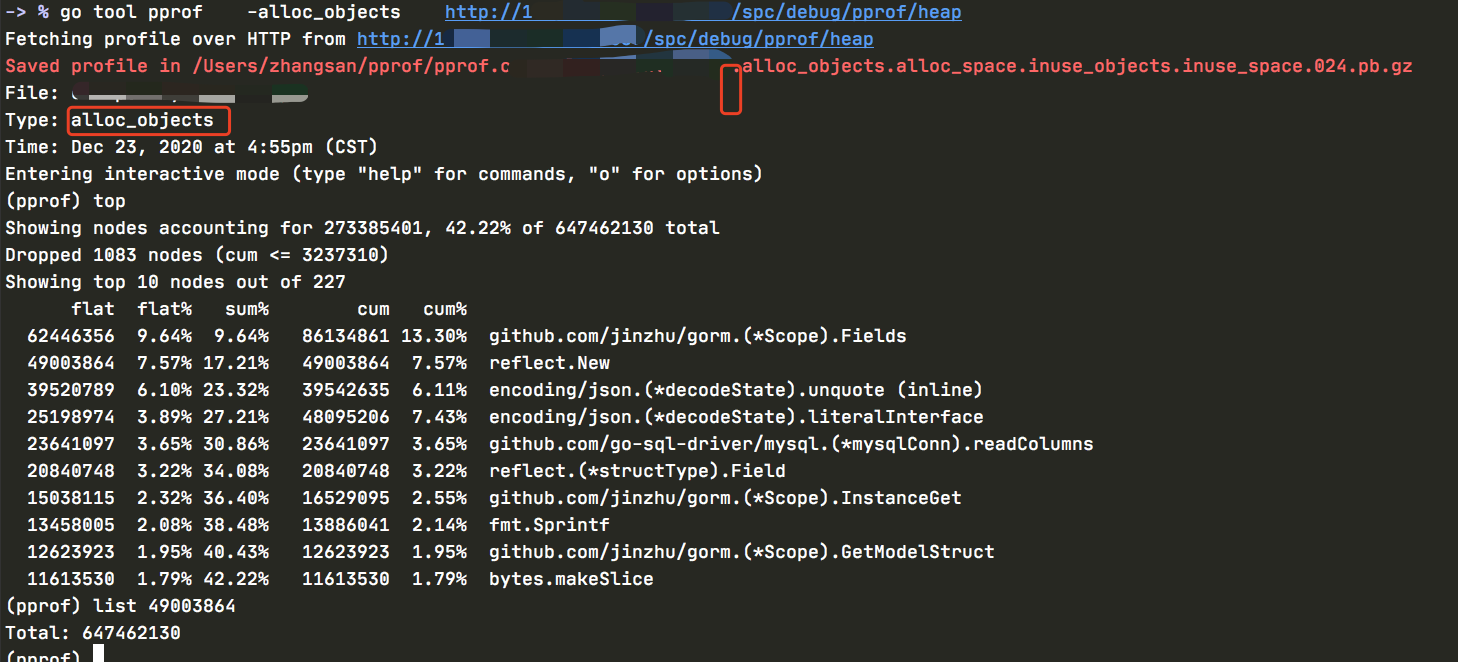 -> % go tool pprof    -alloc_objects    http://1 /spc/debug/pprof/heap
Fetching profile over HTTP from http://1 /spc/debug/pprof/heap
Saved profile in /Users/zhangsan/pprof/pprof.c .alloc_objects.alloc_space.inuse_objects.inuse_space.024.pb.gz
File:
Type: alloc_objects
Time: Dec 23, 2020 at 4:55pm (CST)
Entering interactive mode (type "help" for commands, "o" for options)
(pprof) top
Showing nodes accounting for 273385401, 42.22% of 647462130 total
Dropped 1083 nodes (cum <= 3237310)
Showing top 10 nodes out of 227
      flat  flat%   sum%        cum   cum%
  62446356  9.64%  9.64%   86134861 13.30%  github.com/jinzhu/gorm.(*Scope).Fields
  49003864  7.57% 17.21%   49003864  7.57%  reflect.New
  39520789  6.10% 23.32%   39542635  6.11%  encoding/json.(*decodeState).unquote (inline)
  25198974  3.89% 27.21%   48095206  7.43%  encoding/json.(*decodeState).literalInterface
  23641097  3.65% 30.86%   23641097  3.65%  github.com/go-sql-driver/mysql.(*mysqlConn).readColumns
  20840748  3.22% 34.08%   20840748  3.22%  reflect.(*structType).Field
  15038115  2.32% 36.40%   16529095  2.55%  github.com/jinzhu/gorm.(*Scope).InstanceGet
  13458005  2.08% 38.48%   13886041  2.14%  fmt.Sprintf
  12623923  1.95% 40.43%   12623923  1.95%  github.com/jinzhu/gorm.(*Scope).GetModelStruct
  11613530  1.79% 42.22%   11613530  1.79%  bytes.makeSlice
(pprof) list 49003864
Total: 647462130
(pprof)